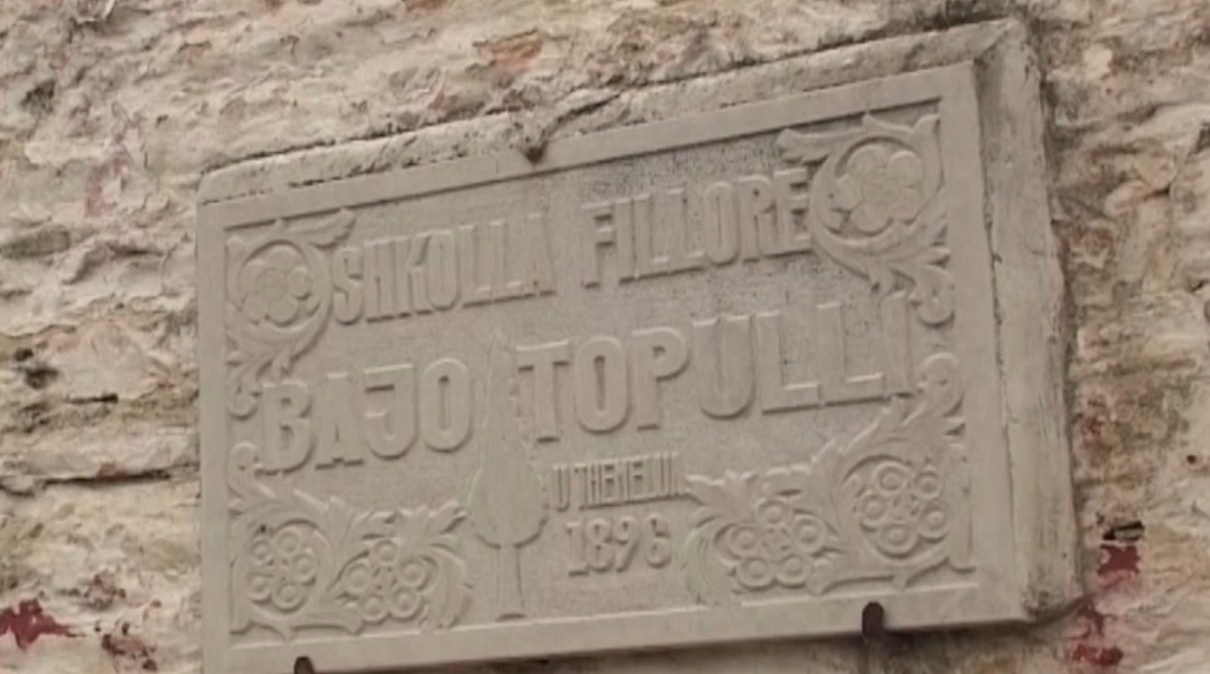 SHKOLLA FILLORE
BAJO TOPULLI
U THEMELUA
1896